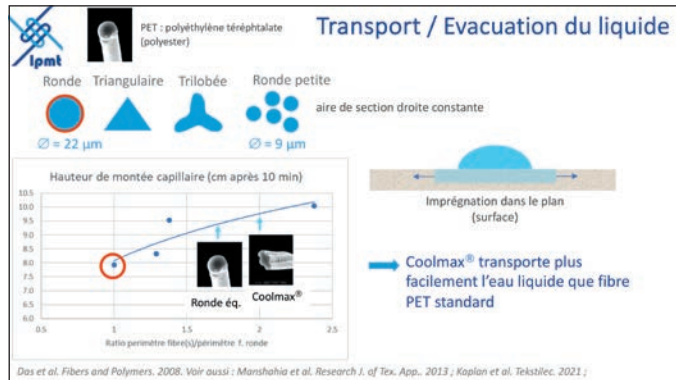 lpmt
PET : polyéthylène téréphtalate
(polyester)
Transport / Evacuation du liquide
Ronde
Triangulaire
Trilobée
Ronde petite
aire de section droite constante
∅ = 22 µm
∅ = 9 µm
Hauteur de montée capillaire (cm après 10 min)
10.5
10.0
9.5
9.0
8.5
8.0
7.5
7.0
6.5
6.0
0.5
1
1.5
2
2.5
Ronde éq.
Coolmax®
Ratio perimètre fibre(s)/périmètre f. ronde
Imprégnation dans le plan
(surface)
Coolmax® transporte plus
facilement l'eau liquide que fibre
PET standard
Das et al. Fibers and Polymers. 2008. Voir aussi : Manshahia et al. Research J. of Tex. App.. 2013 ; Kaplan et al. Tekstilec. 2021 ;